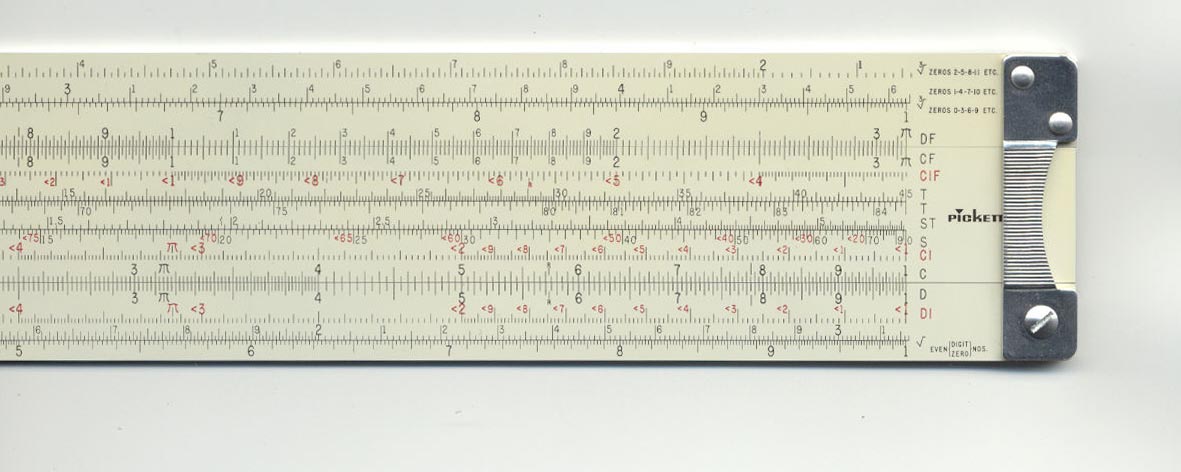 4 5 6 7 8 9 2 1 ∛ ZEROS 2-5-8-11 ETC.
9 3 1 2 3 4 5 6 7 8 9 4 1 2 3 4 5 6 ZEROS 1-4-7-10 ETC.
7 8 9 1 ∛ ZEROS 0-3-6-9 ETC.
8 9 1 1 2 3 4 5 6 7 8 9 2 3 π DF
8 9 1 1 2 3 4 5 6 7 8 9 2 3 π CF
<2 <1 <1 <9 <8 <7 <6 <5 <4 CIF
15 20 25 30 35 40 45 T
70 75 80 81 82 83 84 T
1.5 2 2.5 3 4 5 ST
<75 15 <70 20 <65 25 <60 30 <50 40 <40 50 <30 60 <20 70 90 S
<4 π <3 <2 <9 <8 <7 <6 <5 <4 <3 <2 <1 <1 CI
3 π 4 5 6 7 8 9 1 C
3 π 4 5 6 7 8 9 1 D
<4 π <3 <2 <9 <8 <7 <6 <5 <4 <3 <2 <1 <1 DI
6 7 8 9 2 1 2 3 4 5 6 7 8 9 3 1 √
5 6 7 8 9 1 EVEN DIGIT ZERO NOS.
PICKETT